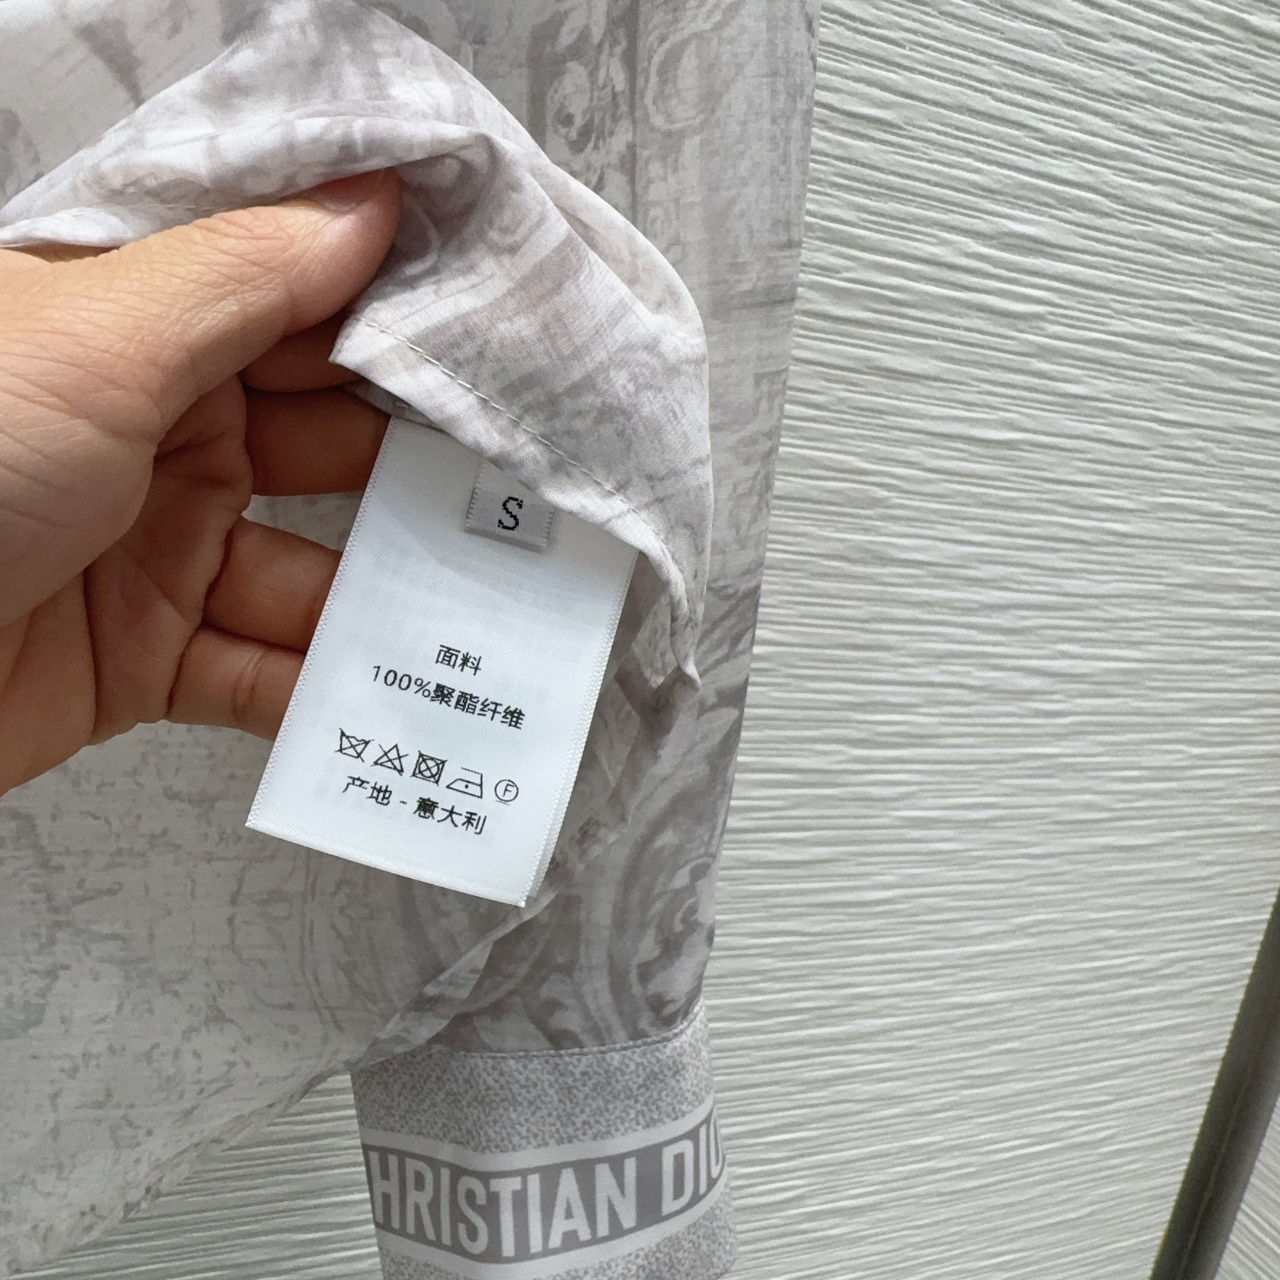 S
面料
100%聚酯纤维
F
产地 - 意大利
HRISTIAN DIO